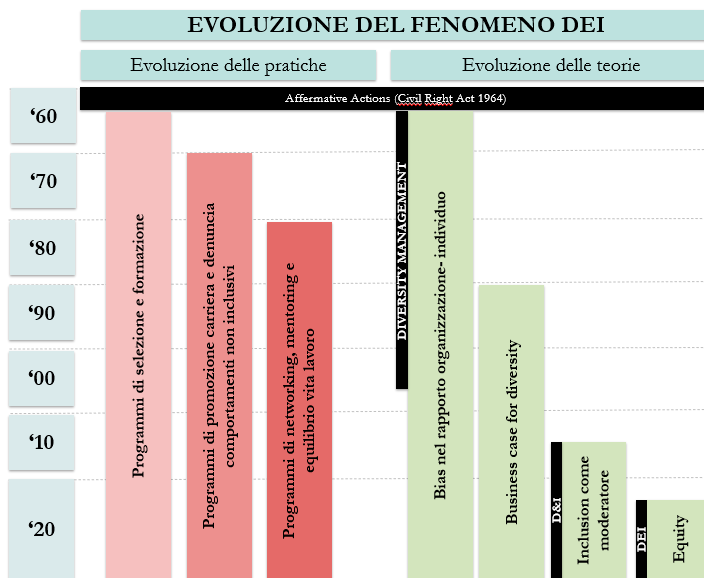 EVOLUZIONE DEL FENOMENO DEI
Evoluzione delle pratiche
Evoluzione delle teorie
Affermative Actions (Civil Right Act 1964)
‘60
‘70
‘80
‘90
‘00
‘10
‘20
Programmi di selezione e formazione
Programmi di promozione carriera e denuncia
comportamenti non inclusivi
Programmi di networking, mentoring e
equilibrio vita lavoro
DIVERSITY MANAGEMENT
Bias nel rapporto organizzazione- individuo
Business case for diversity
D&I
Inclusion come
moderatore
DEI
Equity